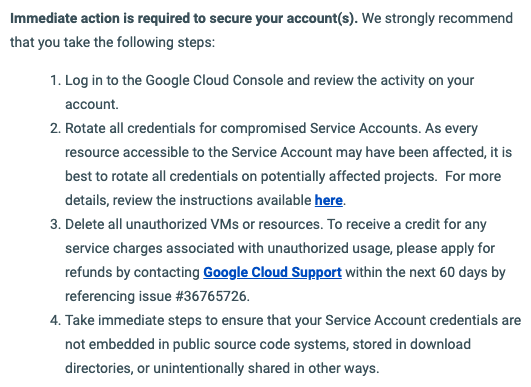 Immediate action is required to secure your account(s). We strongly recommend
that you take the following steps:
1. Log in to the Google Cloud Console and review the activity on your
account.
2. Rotate all credentials for compromised Service Accounts. As every
resource accessible to the Service Account may have been affected, it is
best to rotate all credentials on potentially affected projects.  For more
details, review the instructions available here.
3. Delete all unauthorized VMs or resources. To receive a credit for any
service charges associated with unauthorized usage, please apply for
refunds by contacting Google Cloud Support within the next 60 days by
referencing issue #36765726.
4. Take immediate steps to ensure that your Service Account credentials are
not embedded in public source code systems, stored in download
directories, or unintentionally shared in other ways.